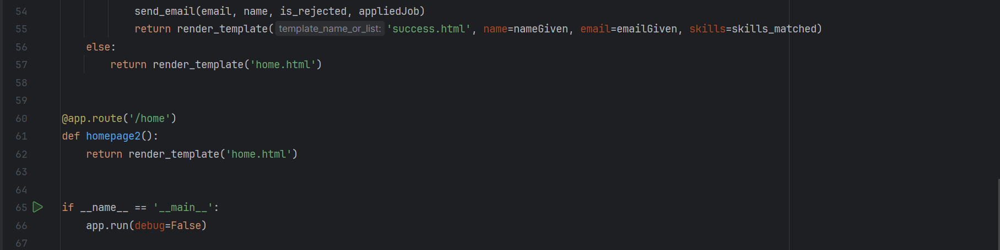 54 send_email(email, name, is_rejected, appliedJob)
55 return render_template( template_name_or_list: 'success.html', name=nameGiven, email=emailGiven, skills=skills_matched)
56 else:
57 return render_template('home.html')
58
59
60 @app.route('/home')
61 def homepage2():
62 return render_template('home.html')
63
64
65 if __name__ == '__main__':
66 app.run(debug=False)
67